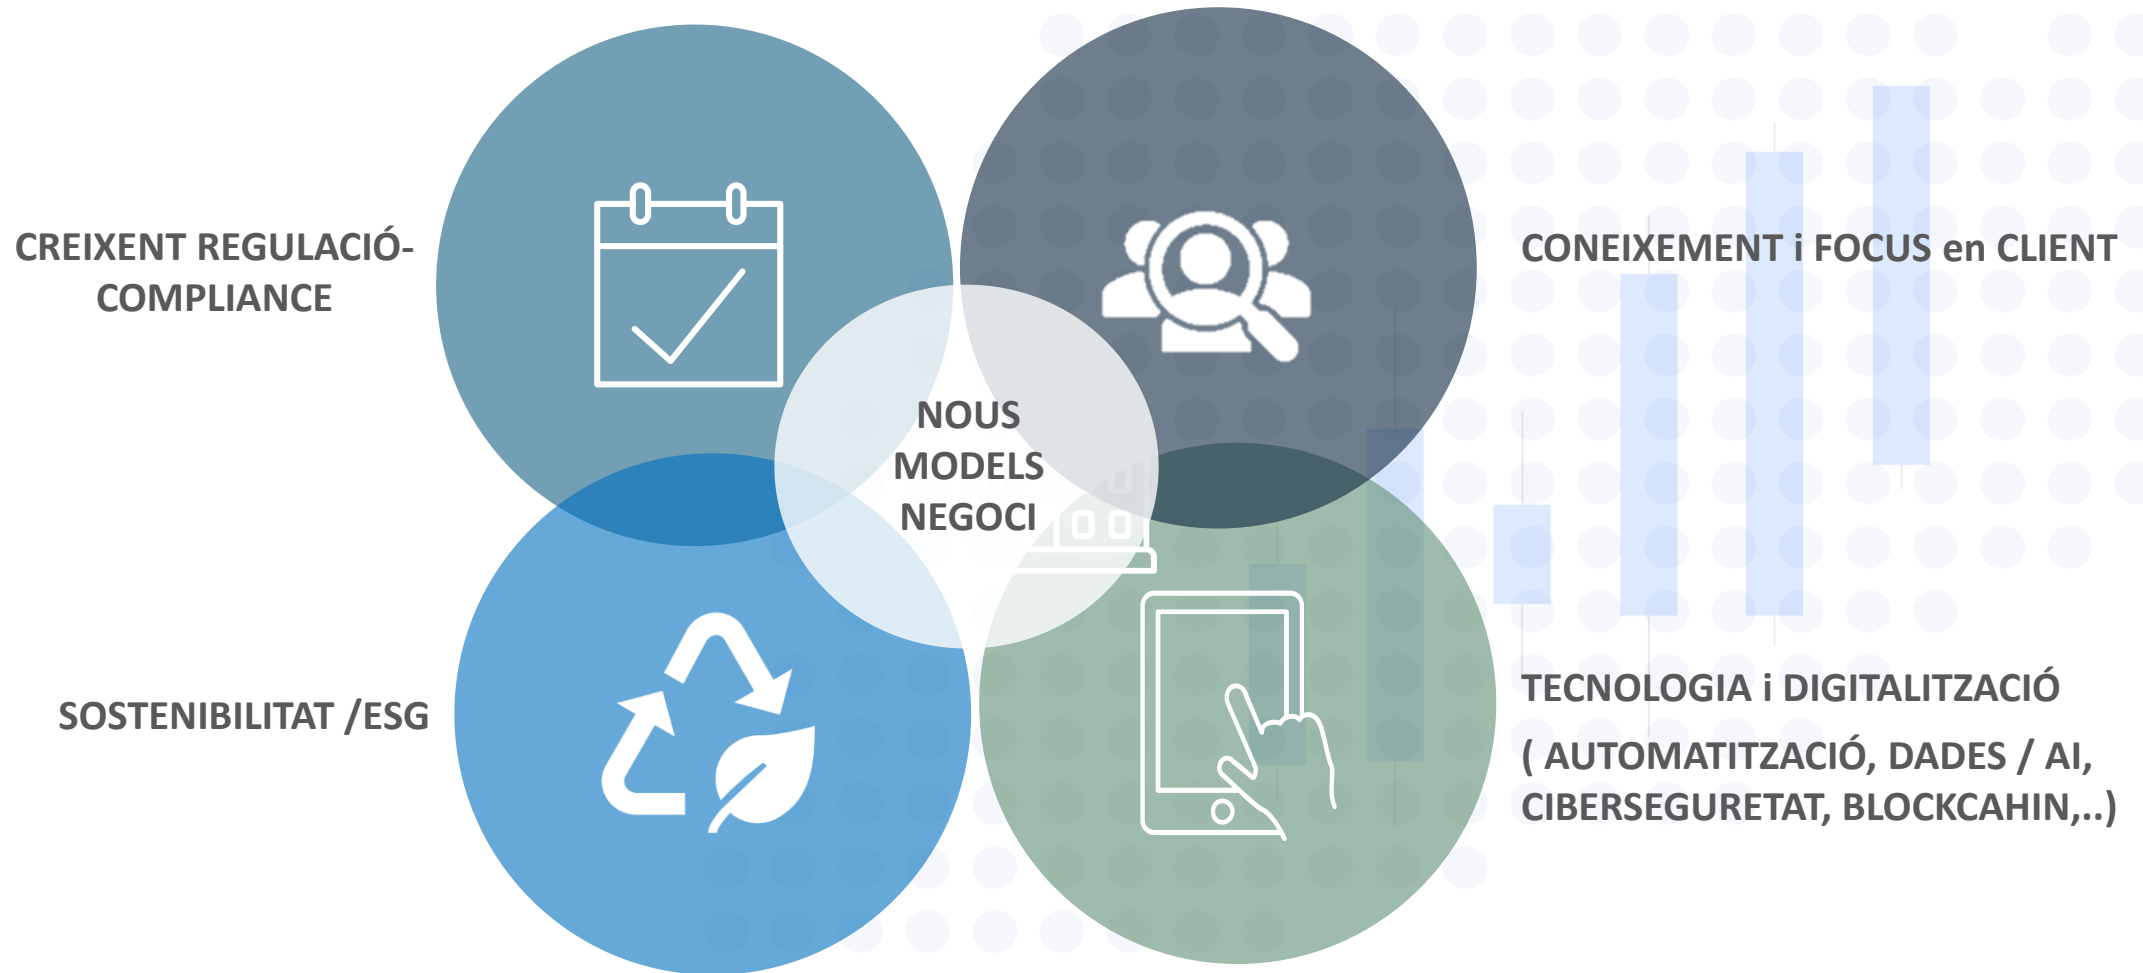 CREIXENT REGULACIÓ-
COMPLIANCE
CONEIXEMENT i FOCUS en CLIENT
NOUS
MODELS
NEGOCI
SOSTENIBILITAT /ESG
TECNOLOGIA i DIGITALITZACIÓ
( AUTOMATITZACIÓ, DADES / AI,
CIBERSEGURETAT, BLOCKCAHIN,..)